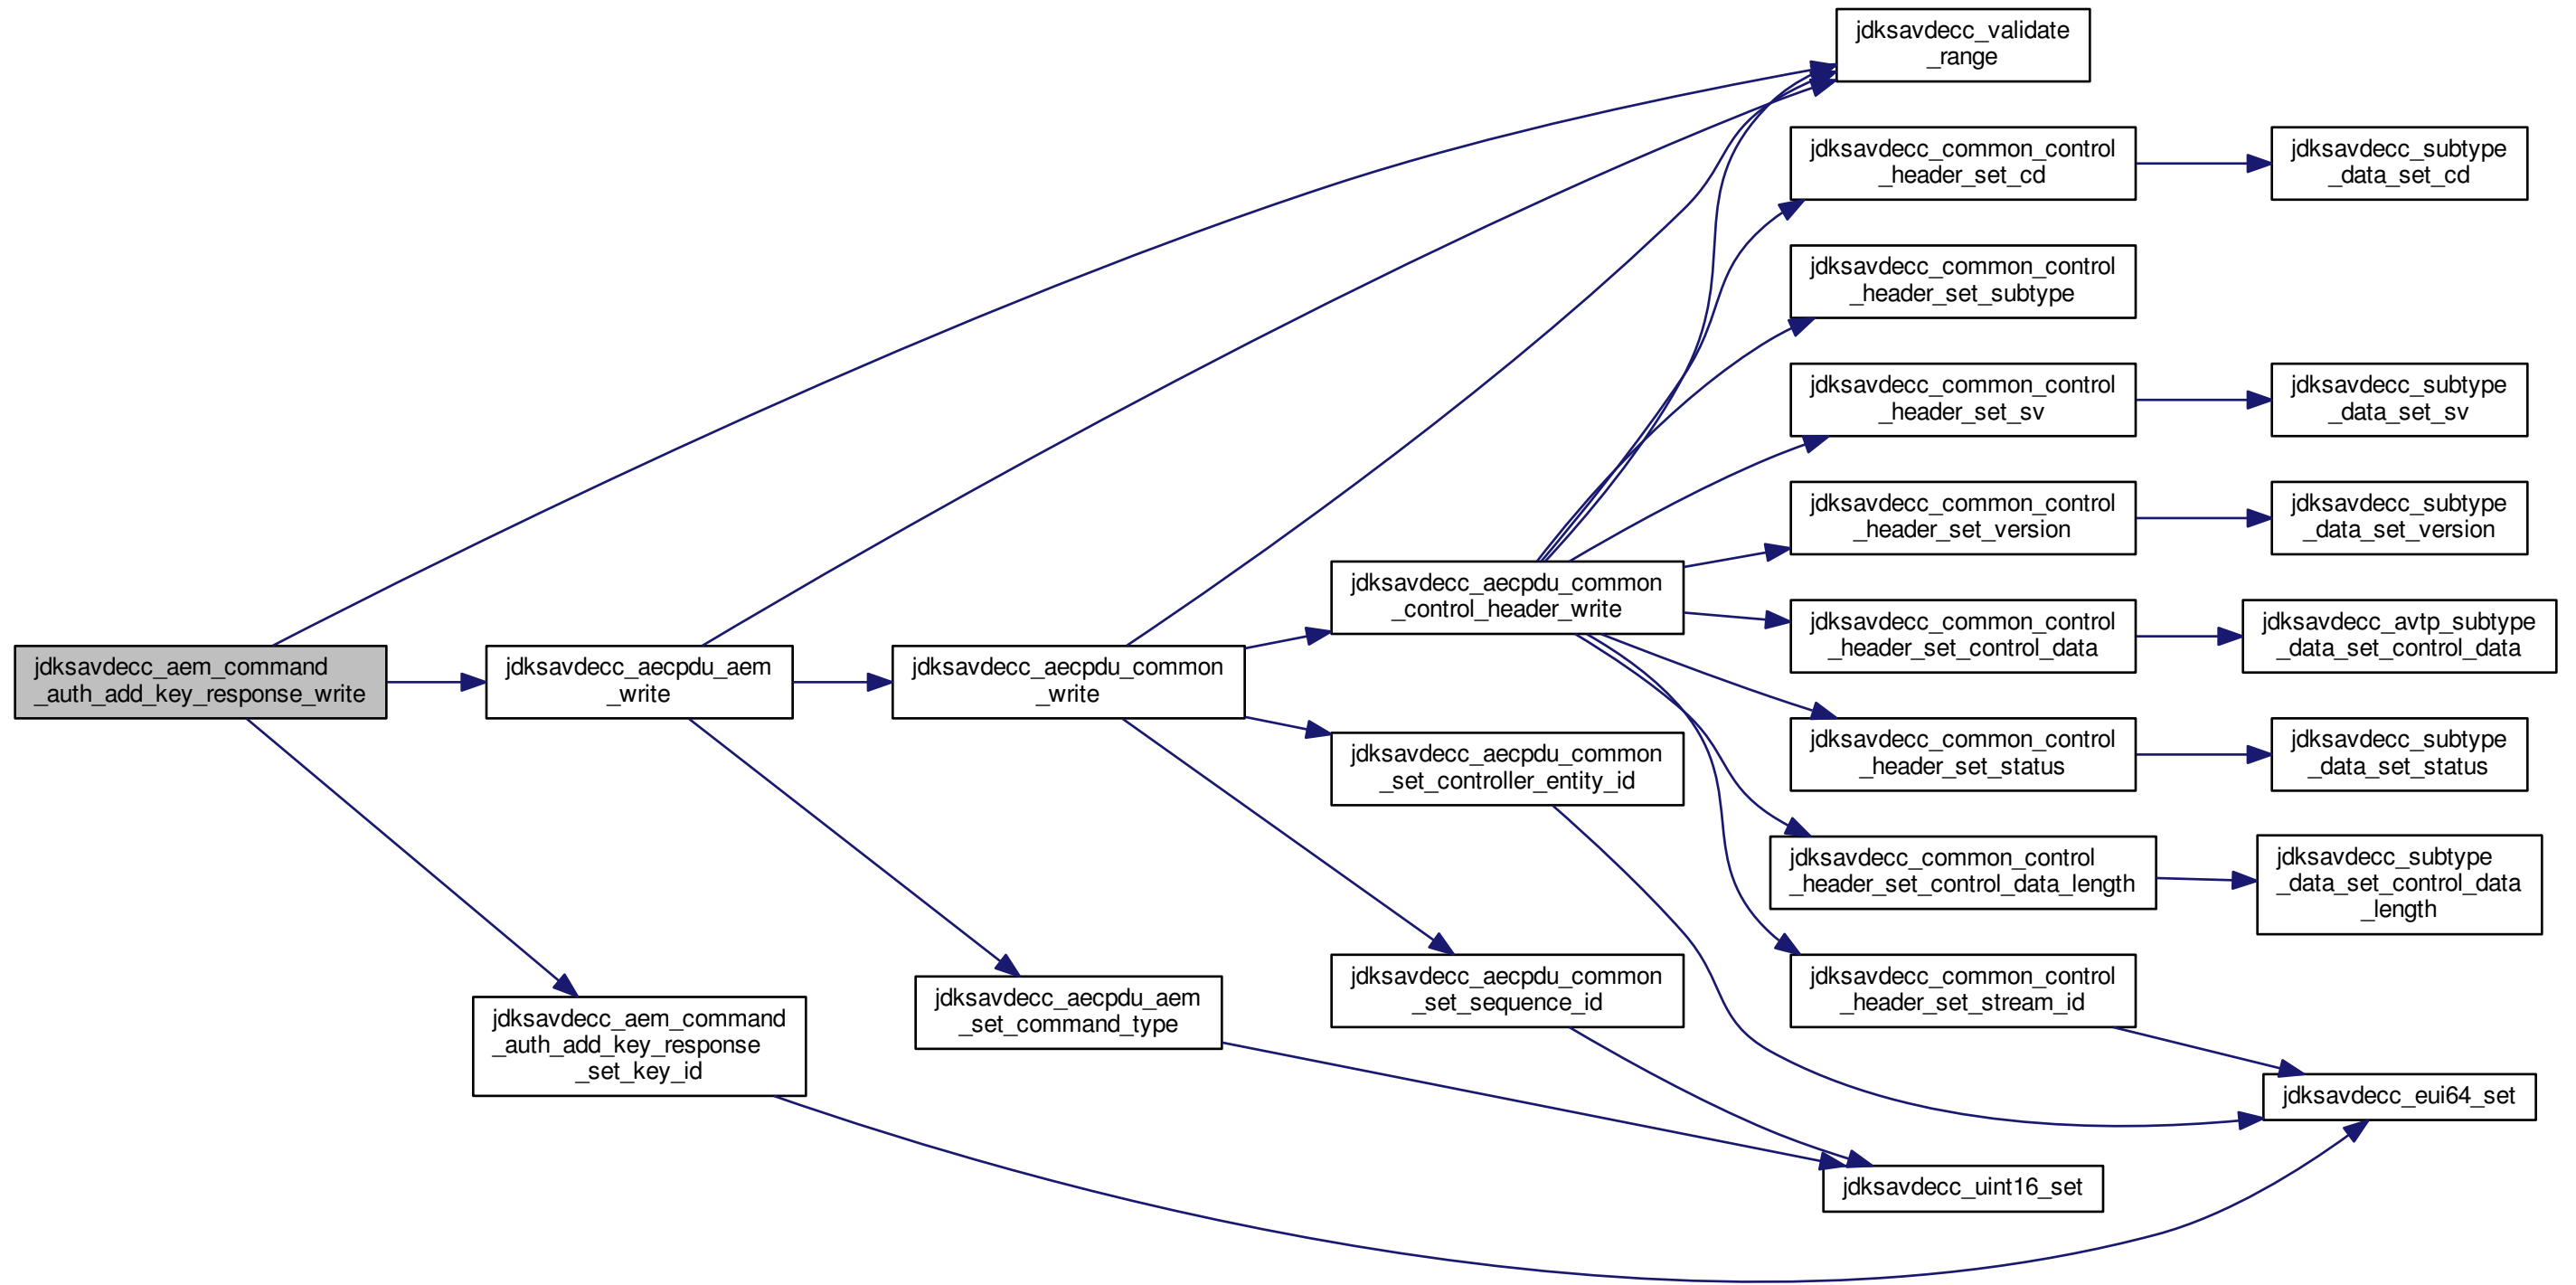 jdksavdecc_aem_command
_auth_add_key_response_write
jdksavdecc_aecpdu_aem
_write
jdksavdecc_aem_command
_auth_add_key_response
_set_key_id
jdksavdecc_aecpdu_common
_write
jdksavdecc_aecpdu_aem
_set_command_type
jdksavdecc_aecpdu_common
_control_header_write
jdksavdecc_aecpdu_common
_set_controller_entity_id
jdksavdecc_aecpdu_common
_set_sequence_id
jdksavdecc_validate
_range
jdksavdecc_common_control
_header_set_cd
jdksavdecc_common_control
_header_set_subtype
jdksavdecc_common_control
_header_set_sv
jdksavdecc_common_control
_header_set_version
jdksavdecc_common_control
_header_set_control_data
jdksavdecc_common_control
_header_set_status
jdksavdecc_common_control
_header_set_control_data_length
jdksavdecc_common_control
_header_set_stream_id
jdksavdecc_uint16_set
jdksavdecc_subtype
_data_set_cd
jdksavdecc_subtype
_data_set_sv
jdksavdecc_subtype
_data_set_version
jdksavdecc_avtp_subtype
_data_set_control_data
jdksavdecc_subtype
_data_set_status
jdksavdecc_subtype
_data_set_control_data
_length
jdksavdecc_eui64_set